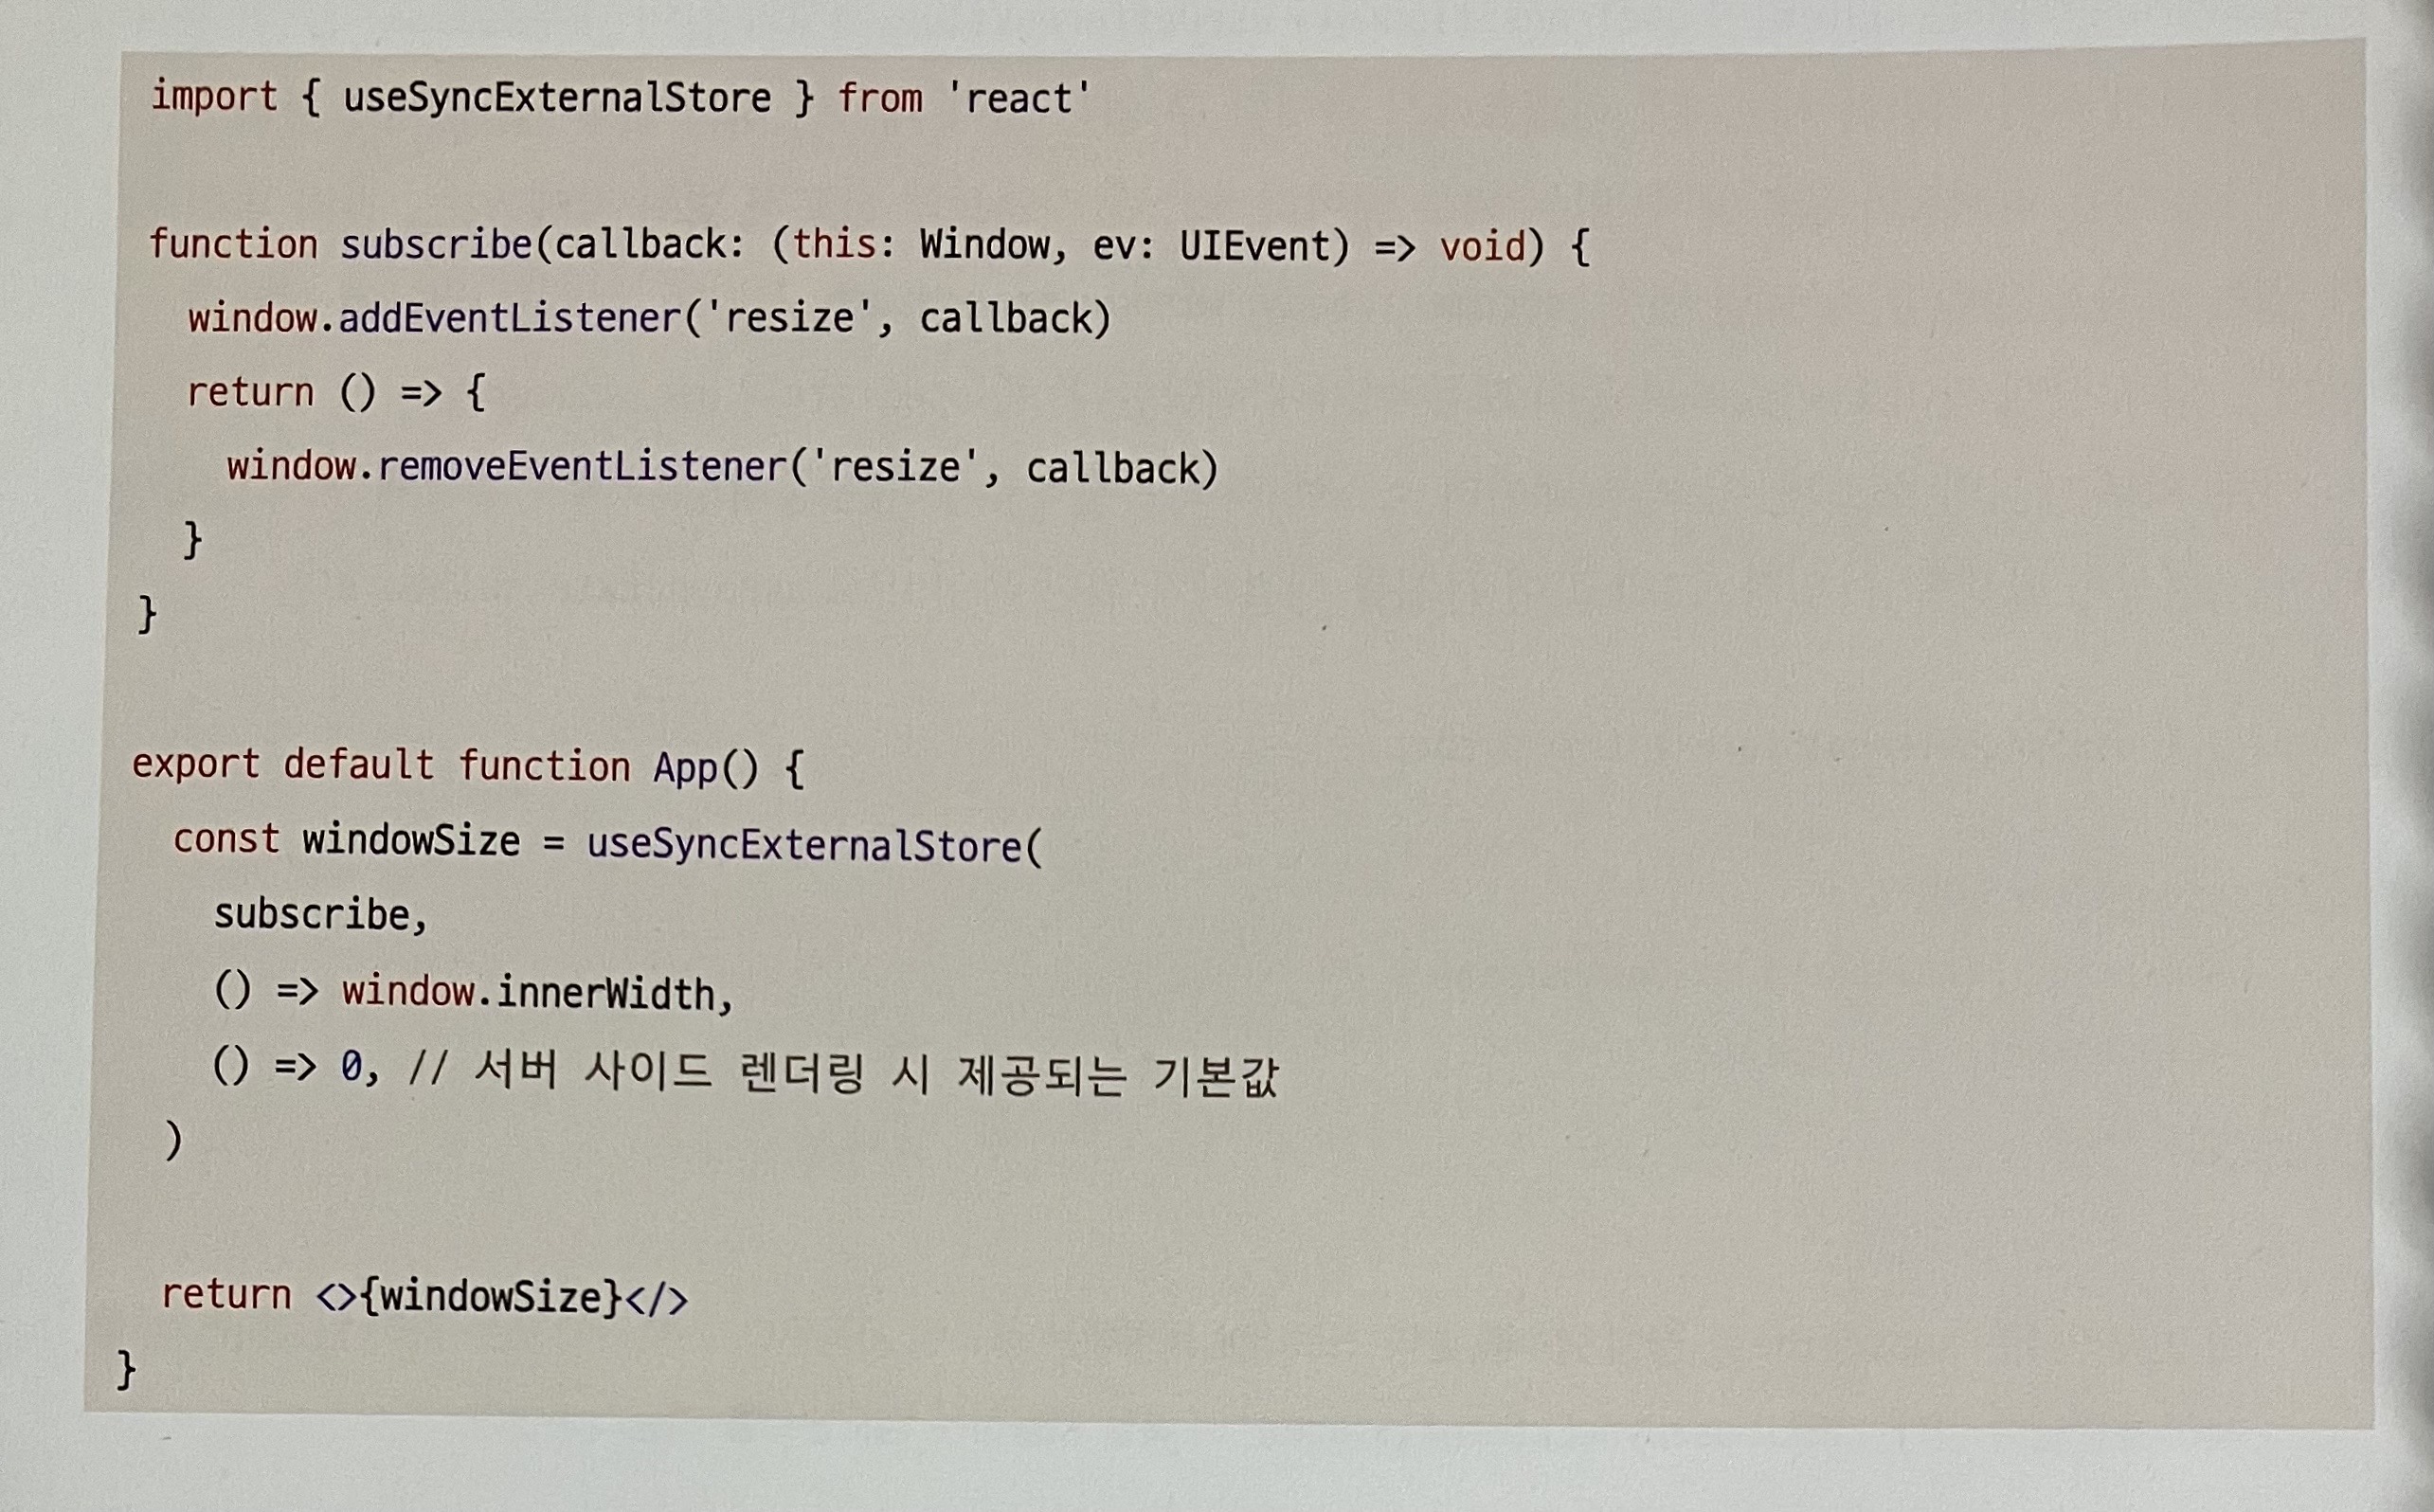 import { useSyncExternalStore } from 'react'
function subscribe(callback: (this: Window, ev: UIEvent) => void) {
window.addEventListener('resize', callback)
return () => {
window.removeEventListener('resize', callback)
}
}
export default function App() {
const windowSize = useSyncExternalStore(
subscribe,
() => window.innerWidth,
() => 0, // 서버 사이드 렌더링 시 제공되는 기본값
)
return <>{windowSize}</>
}